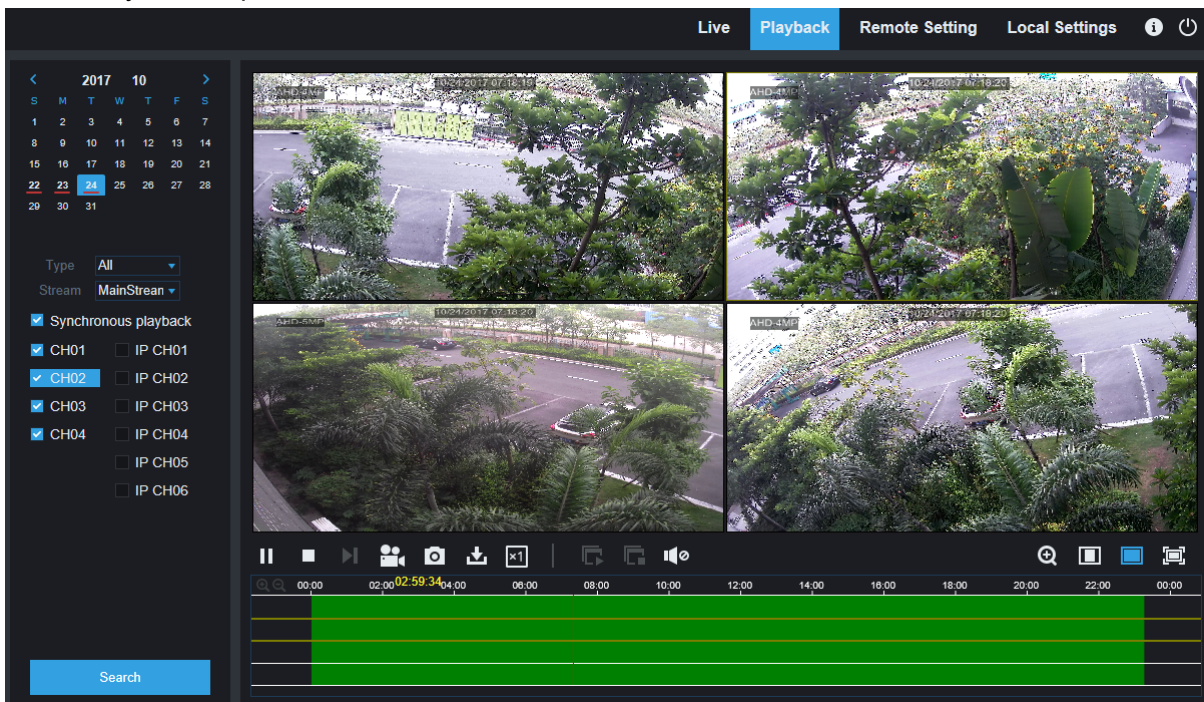 Live Playback Remote Setting Local Settings
2017 10
S M T W T F S
1 2 3 4 5 6 7
8 9 10 11 12 13 14
15 16 17 18 19 20 21
22 23 24 25 26 27 28
29 30 31
Type All
Stream MainStrean
Synchronous playback
CH01 IP CH01
CH02 IP CH02
CH03 IP CH03
CH04 IP CH04
IP CH05
IP CH06
Search
AHD-4MP 10/24/2017 07:18:19
AHD-4MP 10/24/2017 07:18:20
AHD-5MP 10/24/2017 07:18:20
AHD-4MP 10/24/2017 07:18:20
×1
00:00 02:00 02:59:34 04:00 06:00 08:00 10:00 12:00 14:00 16:00 18:00 20:00 22:00 00:00